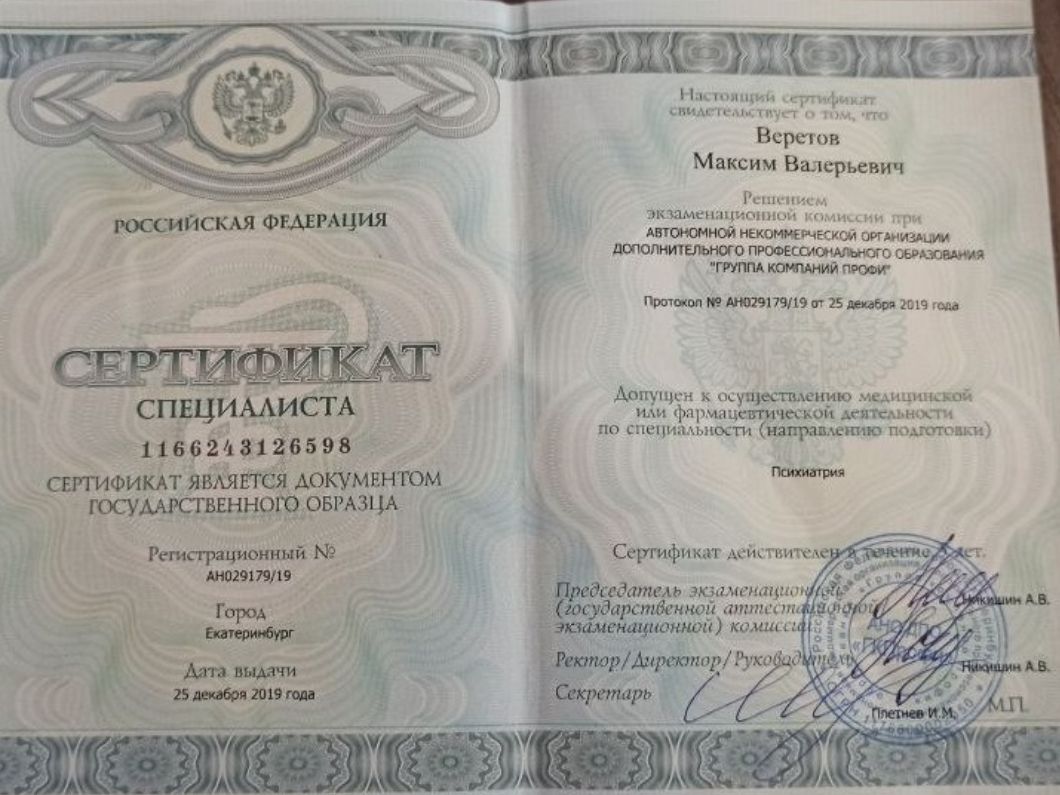 РОССИЙСКАЯ ФЕДЕРАЦИЯ
СЕРТИФИКАТ
СПЕЦИАЛИСТА
1166243126598
СЕРТИФИКАТ ЯВЛЯЕТСЯ ДОКУМЕНТОМ
ГОСУДАРСТВЕННОГО ОБРАЗЦА
Регистрационный №
АН029179/19
Город
Екатеринбург
Дата выдачи
25 декабря 2019 года
Настоящий сертификат
свидетельствует о том, что
Веретов
Максим Валерьевич
Решением
экзаменационной комиссии при
АВТОНОМНОЙ НЕКОММЕРЧЕСКОЙ ОРГАНИЗАЦИИ
ДОПОЛНИТЕЛЬНОГО ПРОФЕССИОНАЛЬНОГО ОБРАЗОВАНИЯ
"ГРУППА КОМПАНИЙ ПРОФИ"
Протокол № АН029179/19 от 25 декабря 2019 года
Допущен к осуществлению медицинской
или фармацевтической деятельности
по специальности (направлению подготовки)
Психиатрия
Сертификат действителен в течение 5 лет.
Председатель экзаменационной
(государственной аттестационной
экзаменационной) комиссии
Никишин А.В.
Ректор/Директор/Руководитель
Никишин А.В.
Секретарь
Плетнев И.М.
М.П.